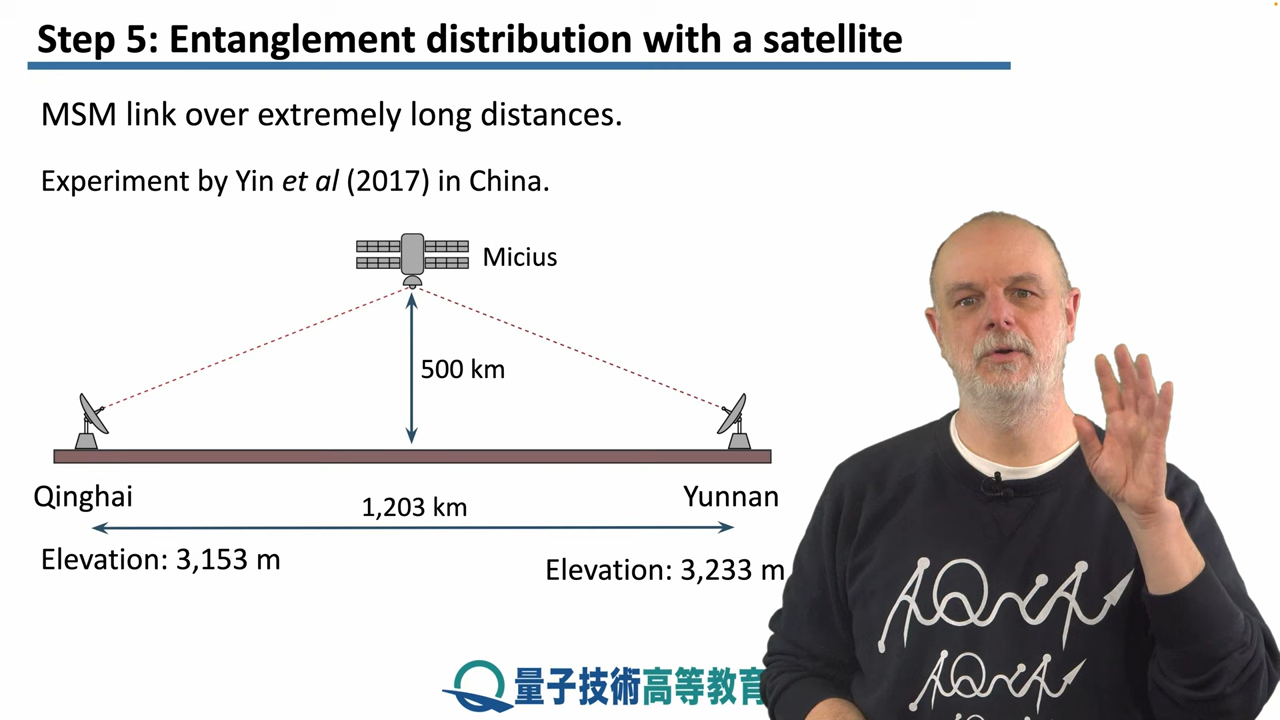 Step 5: Entanglement distribution with a satellite
MSM link over extremely long distances.
Experiment by Yin et al (2017) in China.
Micius
500 km
Qinghai
1,203 km
Yunnan
Elevation: 3,153 m
Elevation: 3,233 m
量子技術高等教育